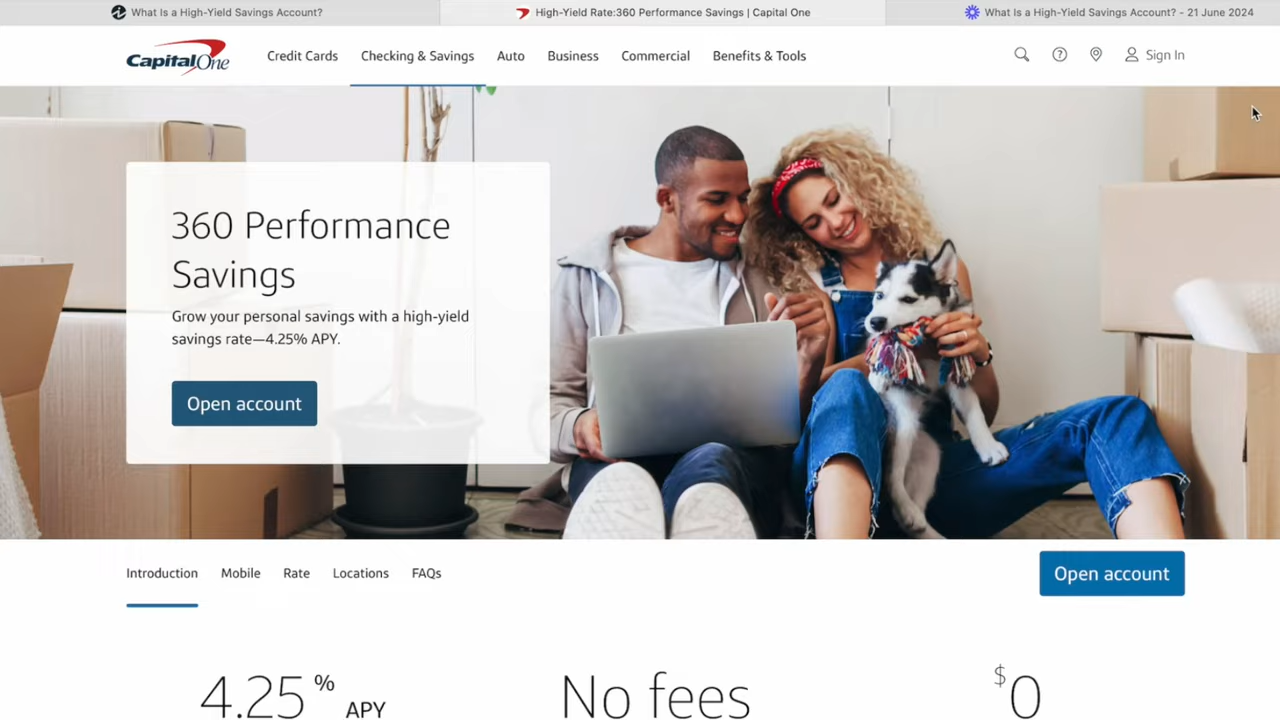 What Is a High-Yield Savings Account?
High-Yield Rate:360 Performance Savings | Capital One
What Is a High-Yield Savings Account? - 21 June 2024
Capital One
Credit Cards
Checking & Savings
Auto
Business
Commercial
Benefits & Tools
Sign In
360 Performance
Savings
Grow your personal savings with a high-yield
savings rate—4.25% APY.
Open account
Introduction
Mobile
Rate
Locations
FAQs
Open account
4.25% APY
No fees
$0